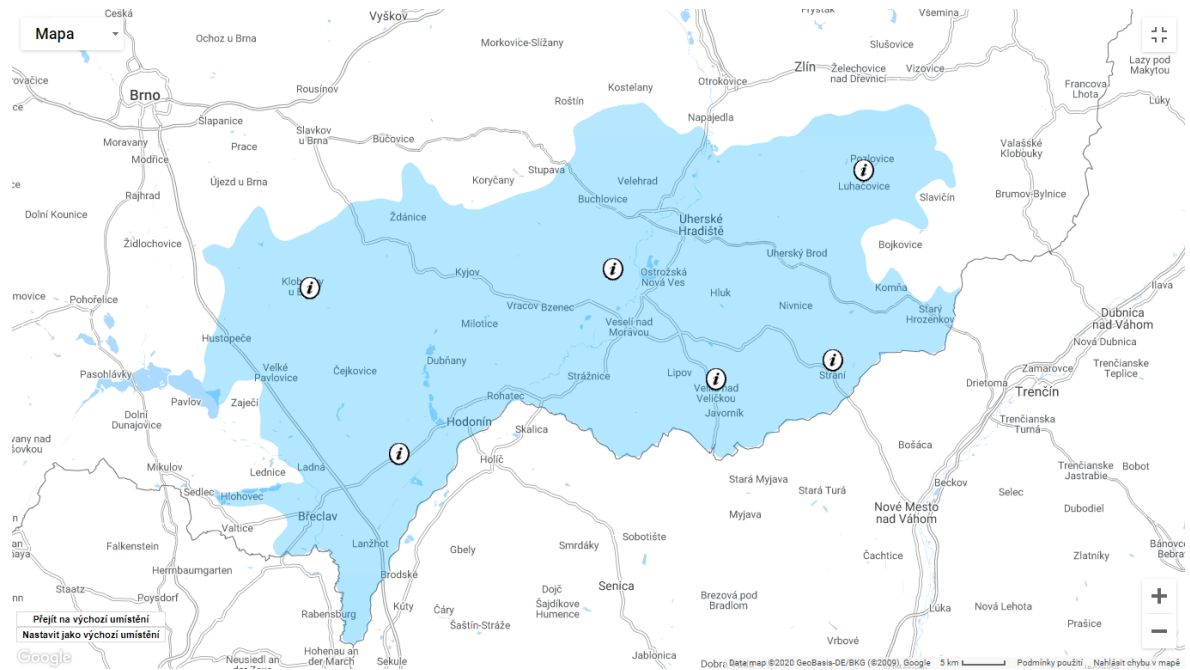 Česká
Vyškov
Fryšták
Všemina
Mapa
Ochoz u Brna
Morkovice-Slížany
Slušovice
Zlín
Želechovice
nad Dřevnicí
Vizovice
Lazy pod
Makytou
Otrokovice
Kostelany
Francova
Lhota
Lúky
Brno
Rousínov
Roštín
Slapanice
Napajedla
Slavkov
u Brna
Bučovice
Moravany
Prace
Modřice
Valašské
Klobouky
Pozlovice
Stupava
Luhačovice
Koryčany
Velehrad
Újezd u Brna
Rajhrad
Slavičín
Brumov-Bylnice
Buchlovice
Dolní Kounice
Ždánice
Uherské
Hradiště
Židlochovice
Bojkovice
Uherský Brod
Kyjov
Ostrožská
Nová Ves
Komňa
Ilava
Hluk
Pohořelice
Vracov
Bzenec
Nivnice
Starý
Hrozenkov
Dubnica
nad Váhom
Milotice
Veselí nad
Moravou
Hustopeče
Nová Dubnica
Dubňany
Velké
Pavlovice
Čejkovice
Trenčianske
Teplice
Pasohlávky
Strážnice
Lipov
Strání
Zamarovce
Drietoma
Trenčín
Velká nad
Veličkou
Rohatec
Pavlov
Zaječí
Javorník
Dolní
Dunajovice
Hodonín
Skalica
Trenčianska
Turná
Bošáca
Holíč
Mikulov
Lednice
Ladná
Trenčianske
Jastrabie
Bobot
Stará Myjava
Beckov
Sedlec
Hlohovec
Stará Turá
Selec
Břeclav
Myjava
Nové Mesto
nad Váhom
Dubodiel
Valtice
Sobotište
Falkenstein
Lanžhot
Gbely
Smrdáky
Čachtice
Zlatníky
Herrnbaumgarten
Brodské
Staatz
Poysdorf
Senica
Dojč
Brezová pod
Bradlom
Kúty
Čáry
Šajdíkove
Humence
Lúka
Nová Lehota
Rabensburg
Přejít na výchozí umístění
Šaštín-Stráže
Prašice
Nastavit jako výchozí umístění
Vrbové
Hohenau an
der March
Jablonica
Google
Neusiedl an
Sekule
Data map ©2020 GeoBasis-DE/BKG (©2009), Google
5 km
Podmínky použití
Nahlásit chybu v mapě